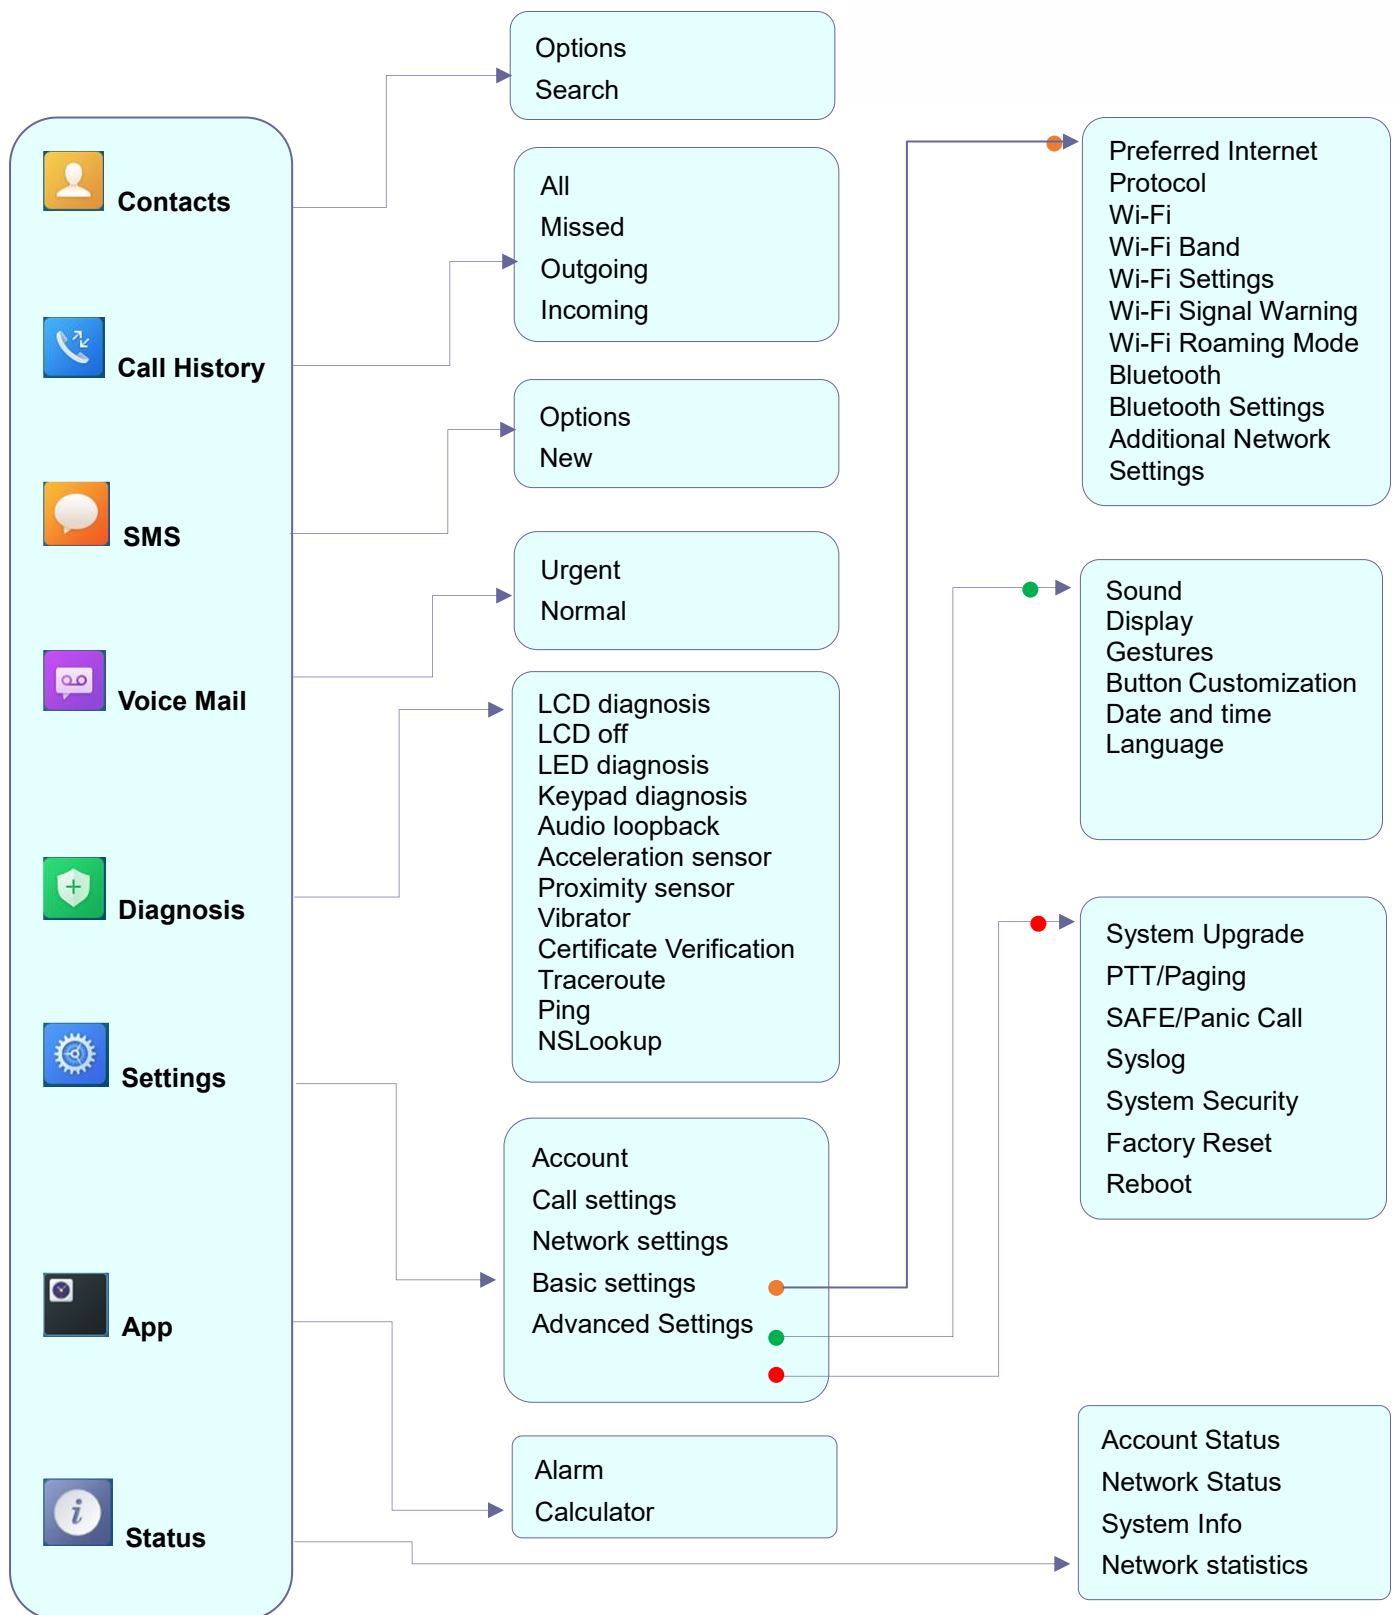 Contacts
Call History
SMS
Voice Mail
Diagnosis
Settings
App
Status
Options
Search
All
Missed
Outgoing
Incoming
Options
New
Urgent
Normal
LCD diagnosis
LCD off
LED diagnosis
Keypad diagnosis
Audio loopback
Acceleration sensor
Proximity sensor
Vibrator
Certificate Verification
Traceroute
Ping
NSLookup
Account
Call settings
Network settings
Basic settings
Advanced Settings
Alarm
Calculator
Preferred Internet
Protocol
Wi-Fi
Wi-Fi Band
Wi-Fi Settings
Wi-Fi Signal Warning
Wi-Fi Roaming Mode
Bluetooth
Bluetooth Settings
Additional Network
Settings
Sound
Display
Gestures
Button Customization
Date and time
Language
System Upgrade
PTT/Paging
SAFE/Panic Call
Syslog
System Security
Factory Reset
Reboot
Account Status
Network Status
System Info
Network statistics